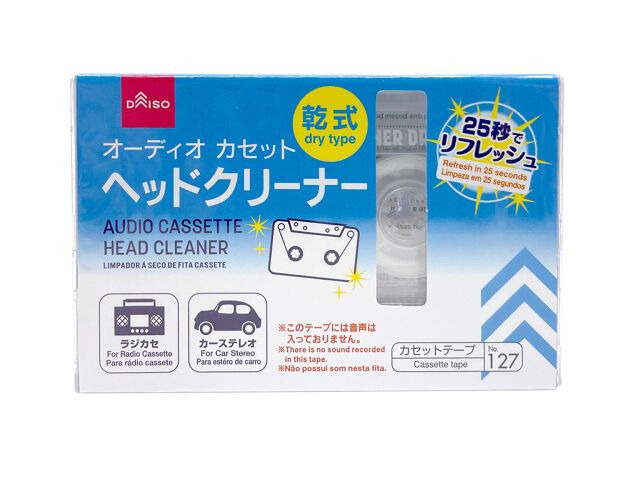 DAISO
乾式
dry type
オーディオ カセット
ヘッドクリーナー
AUDIO CASSETTE
HEAD CLEANER
LIMPADOR Á SECO DE FITA CASSETE
25秒で
リフレッシュ
Refresh in 25 seconds
Limpeza em 25 segundos
ラジカセ
For Radio Cassette
Para rádio cassete
カーステレオ
For Car Stereo
Para estéro de carro
※このテープには音声は
入っておりません。
※There is no sound recorded
in this tape.
※Não possui som nesta fita.
カセットテープ
Cassette tape
No.
127